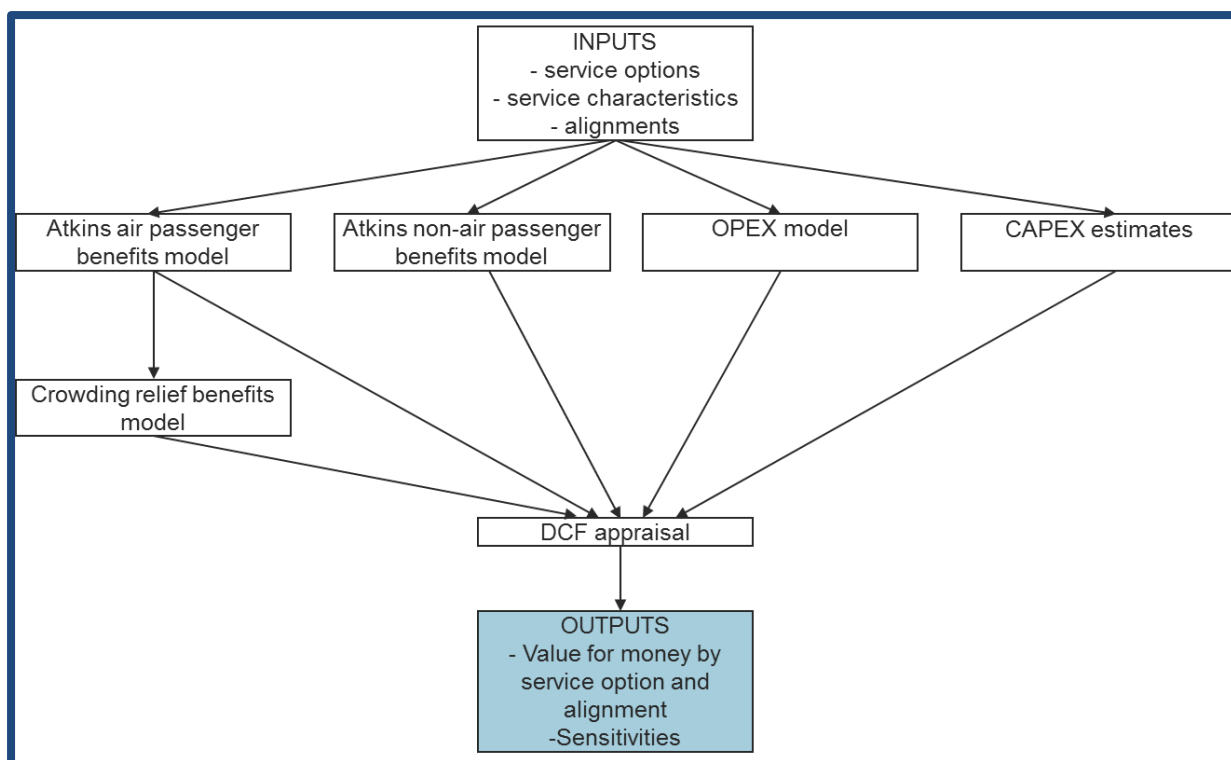 INPUTS
- service options
- service characteristics
- alignments
Atkins air passenger
benefits model
Atkins non-air passenger
benefits model
OPEX model
CAPEX estimates
Crowding relief benefits
model
DCF appraisal
OUTPUTS
- Value for money by
service option and
alignment
-Sensitivities